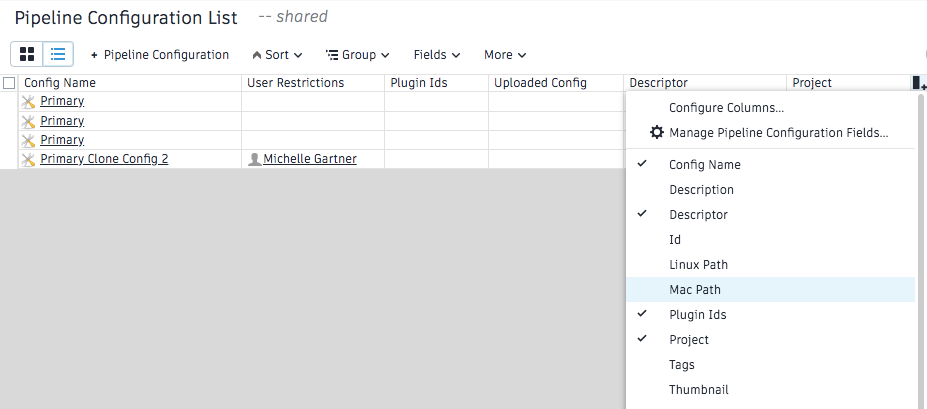 Pipeline Configuration List -- shared
+ Pipeline Configuration Sort Group Fields More
Config Name User Restrictions Plugin Ids Uploaded Config Descriptor Project
Primary
Primary
Primary
Primary Clone Config 2 Michelle Gartner
Configure Columns...
Manage Pipeline Configuration Fields...
Config Name
Description
Descriptor
Id
Linux Path
Mac Path
Plugin Ids
Project
Tags
Thumbnail